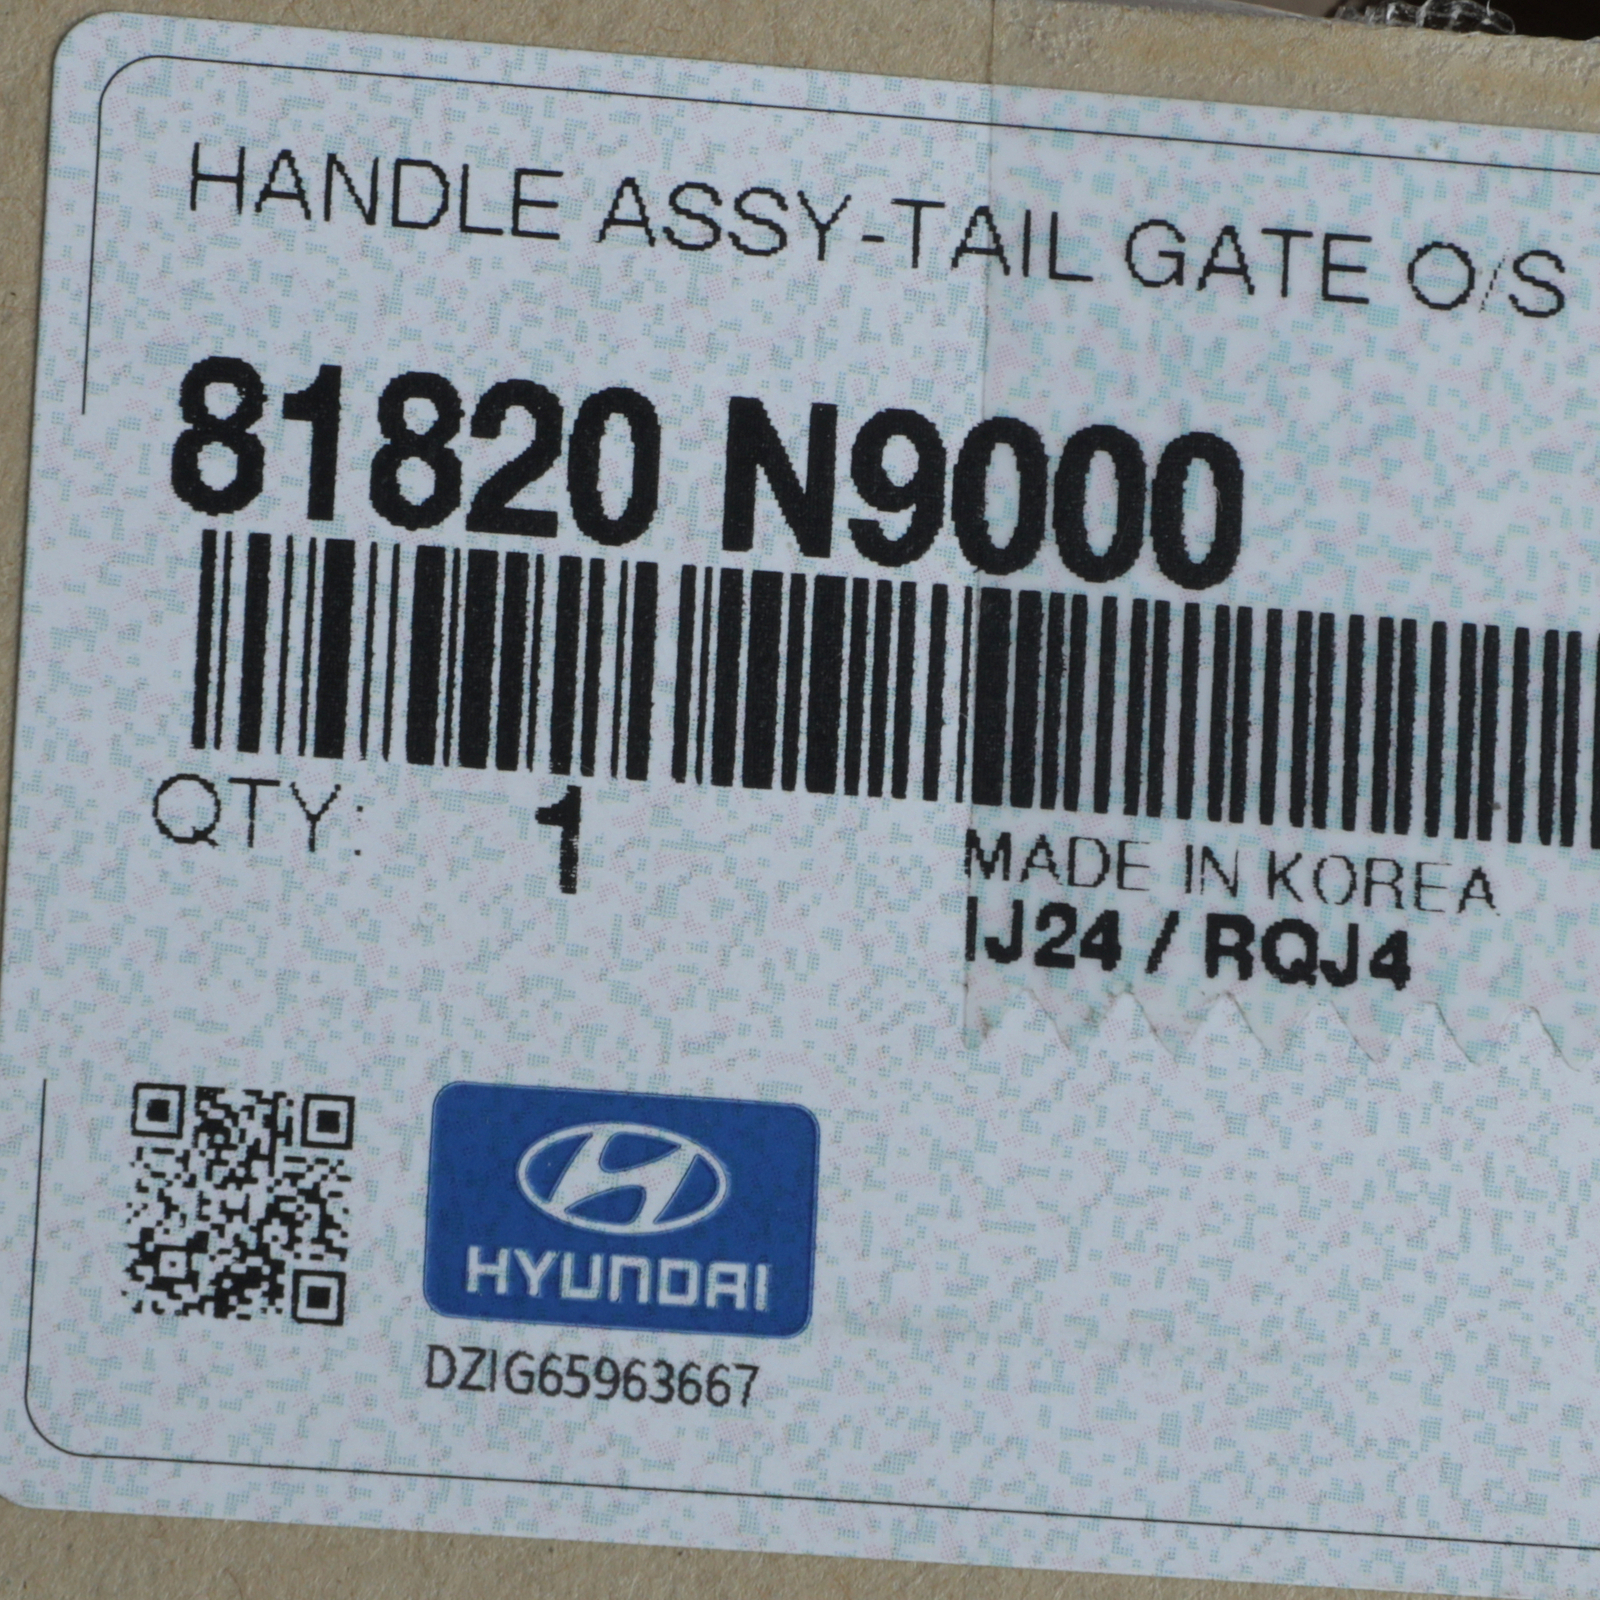 HANDLE ASSY-TAIL GATE O/S
81820 N9000
QTY: 1
MADE IN KOREA
IJ24 / RQJ4
HYUNDAI
DZIG65963667